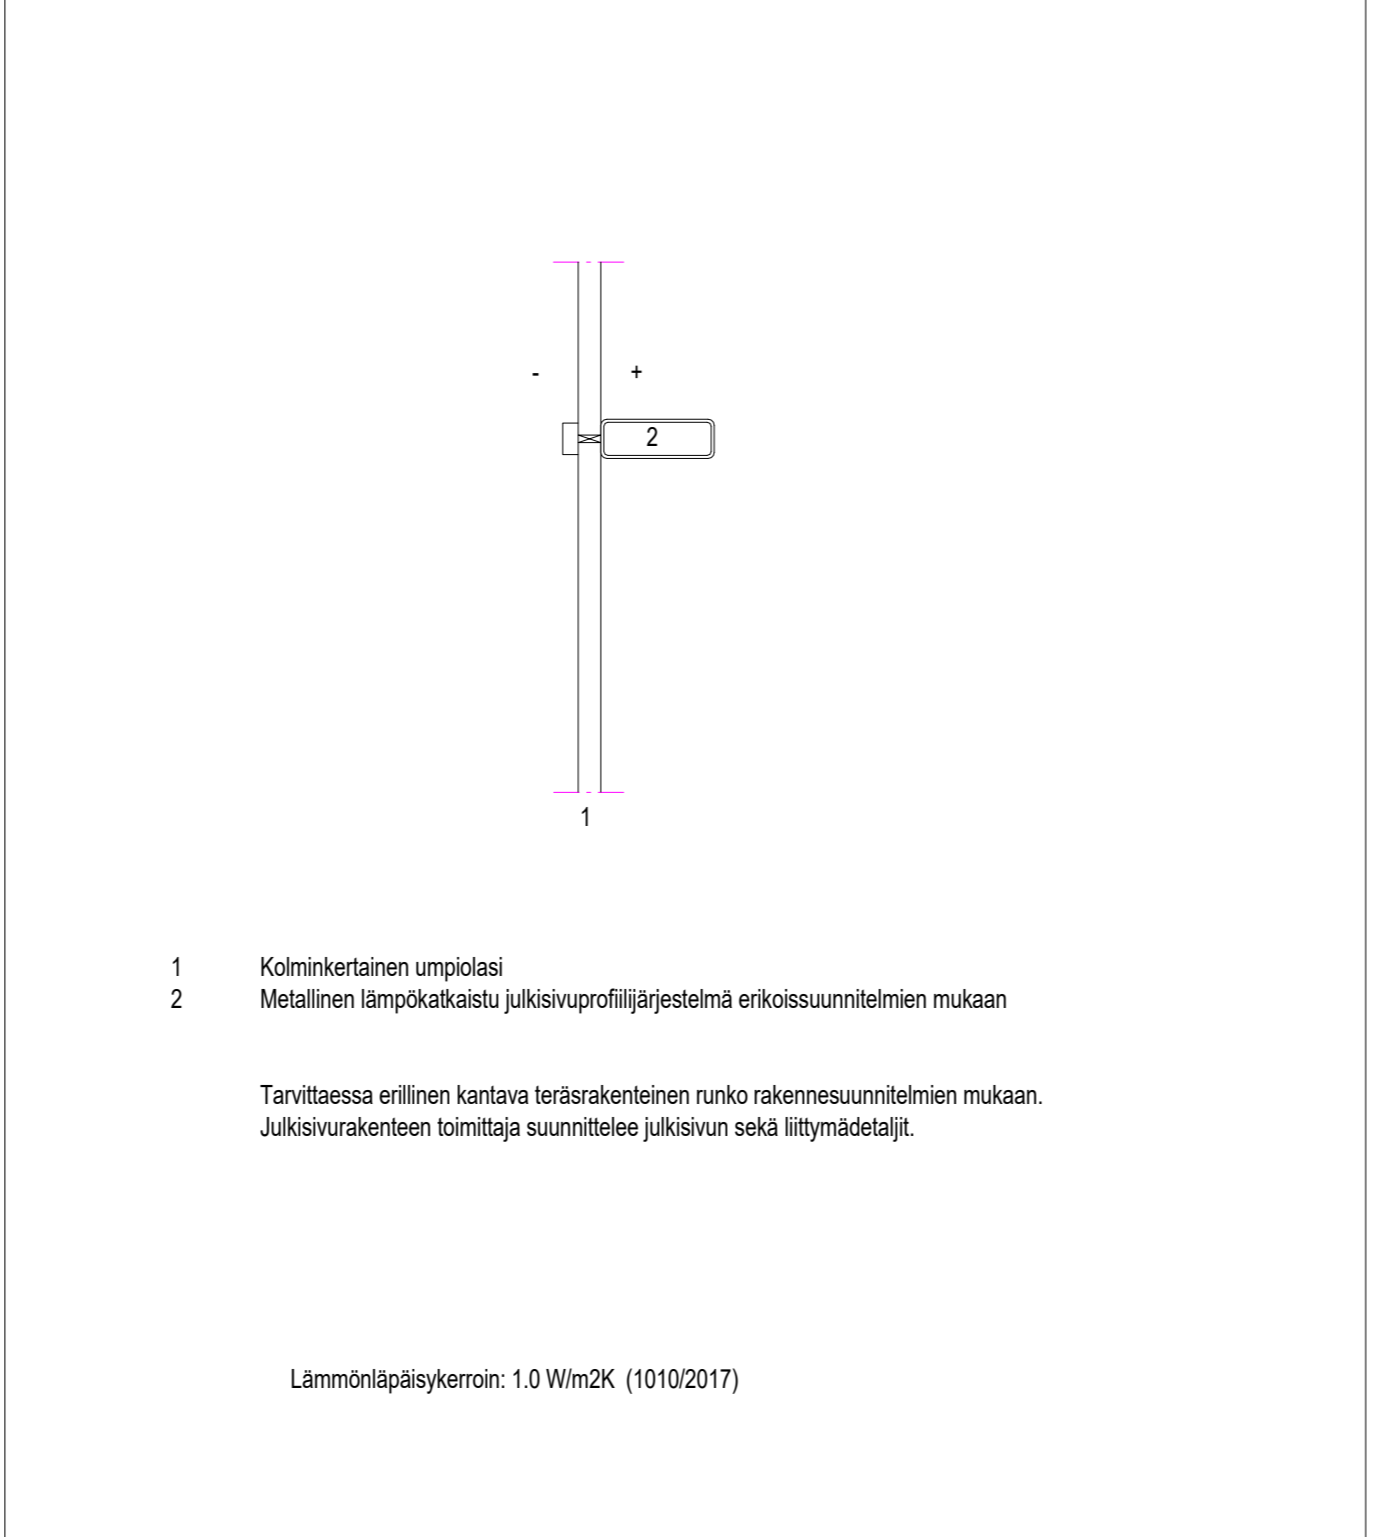 - +
2
1
1 Kolminkertainen umpiolasi
2 Metallinen lämpökatkaistu julkisivuprofiilijärjestelmä erikoissuunnitelmien mukaan
Tarvittaessa erillinen kantava teräsrakenteinen runko rakennesuunnitelmien mukaan.
Julkisivurakenteen toimittaja suunnittelee julkisivun sekä liittymädetaljit.
Lämmönläpäisykerroin: 1.0 W/m2K (1010/2017)